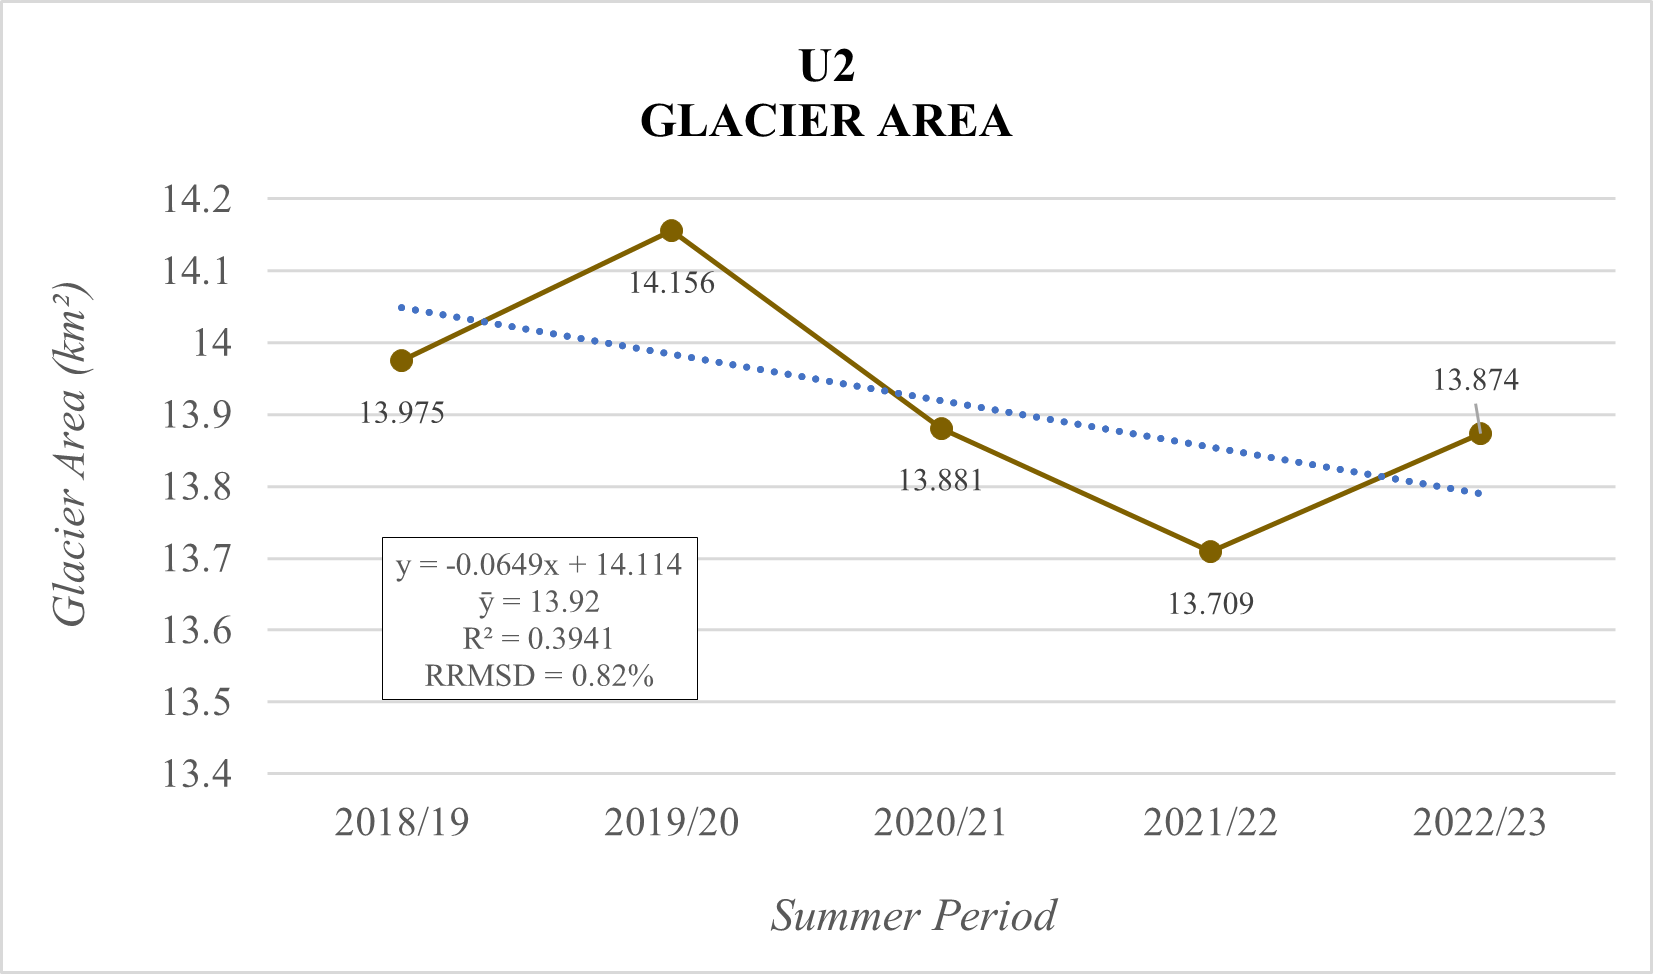 U2
GLACIER AREA
Glacier Area (km²)
14.2
14.1
14
13.9
13.8
13.7
13.6
13.5
13.4
13.975
14.156
13.881
13.709
13.874
y = -0.0649x + 14.114
ȳ = 13.92
R² = 0.3941
RRMSD = 0.82%
2018/19 2019/20 2020/21 2021/22 2022/23
Summer Period